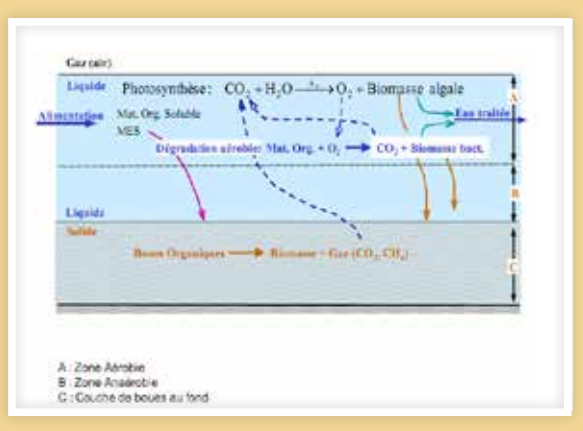 Gaz (air)
Liquide Photosynthèse: CO₂ + H₂O → O₂ + Biomasse algale
A
Alimentation Mat. Org. Soluble Eau traitée
MES
Dégradation aérobie: Mat. Org. + O₂ → CO₂ + Biomasse bact.
B
Liquide
Solide
Boues Organiques → Biomasse + Gaz (CO₂, CH₄)
C
A : Zone Aérobie
B : Zone Anaérobie
C : Couche de boues au fond